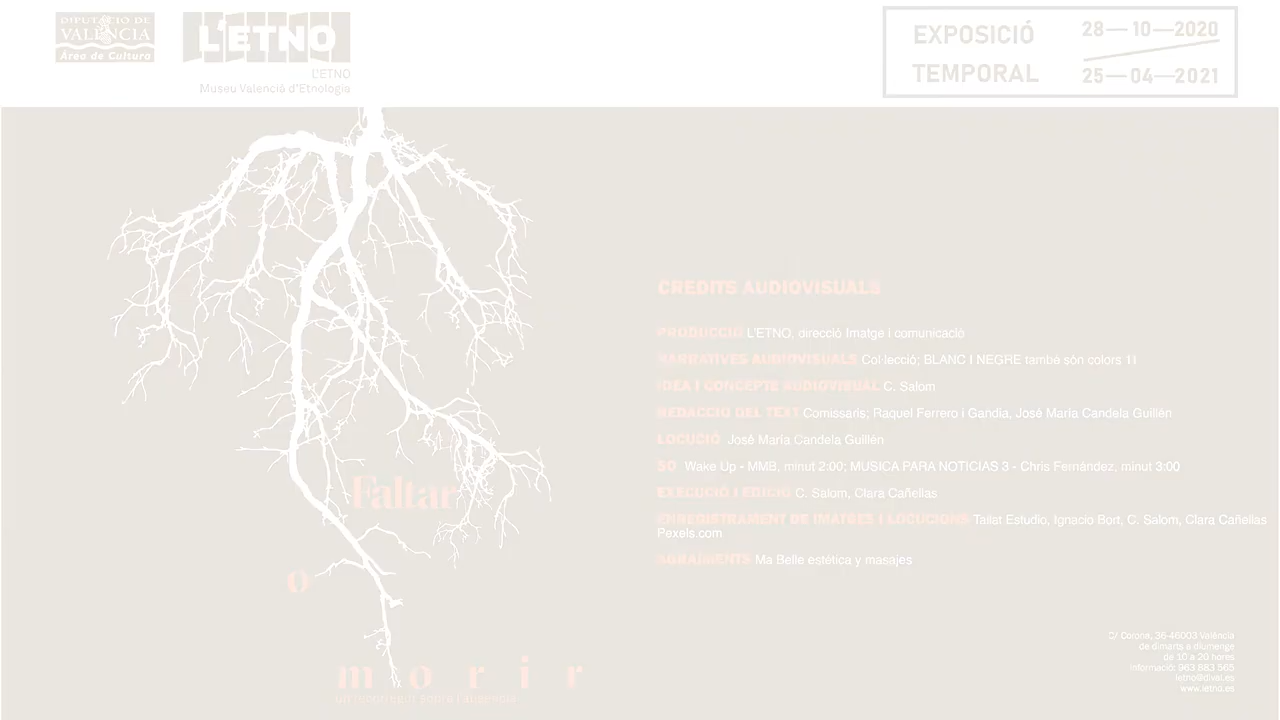 DIPUTACIÓ DE
VALÈNCIA
Àrea de Cultura
L'ETNO
L'ETNO
Museu Valencià d'Etnologia
EXPOSICIÓ
TEMPORAL
28—10—2020
25—04—2021
CRÈDITS AUDIOVISUALS
PRODUCCIÓ L'ETNO, direcció Imatge i comunicació
NARRATIVES AUDIOVISUALS Col·lecció; BLANC I NEGRE també són colors 11
IDEA I CONCEPTE AUDIOVISUAL C. Salom
REDACCIÓ DEL TEXT Comissaris; Raquel Ferrero i Gandia, José María Candela Guillén
LOCUCIÓ José María Candela Guillén
SO Wake Up - MMB, minut 2:00; MUSICA PARA NOTICIAS 3 - Chris Fernández, minut 3:00
EXECUCIÓ I EDICIÓ C. Salom, Clara Cañellas
ENREGISTRAMENT DE IMATGES I LOCUCIONS Tallat Estudio, Ignacio Bort, C. Salom, Clara Cañellas
Pexels.com
AGRAÏMENTS Ma Belle estética y masajes
Faltar
o
morir
un recorregut sobre l'absència
C/ Corona, 36-46003 València
de dimarts a diumenge
de 10 a 20 hores
informació: 963 883 565
letno@dival.es
www.letno.es